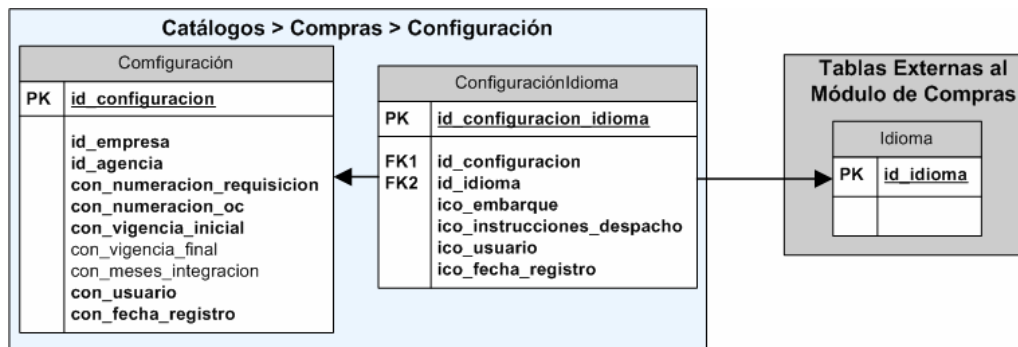 Catálogos > Compras > Configuración
Comfiguración
PK id_configuracion
id_empresa
id_agencia
con_numeracion_requisicion
con_numeracion_oc
con_vigencia_inicial
con_vigencia_final
con_meses_integracion
con_usuario
con_fecha_registro
ConfiguraciónIdioma
PK id_configuracion_idioma
FK1 id_configuracion
FK2 id_idioma
ico_embarque
ico_instrucciones_despacho
ico_usuario
ico_fecha_registro
Tablas Externas al
Módulo de Compras
Idioma
PK id_idioma